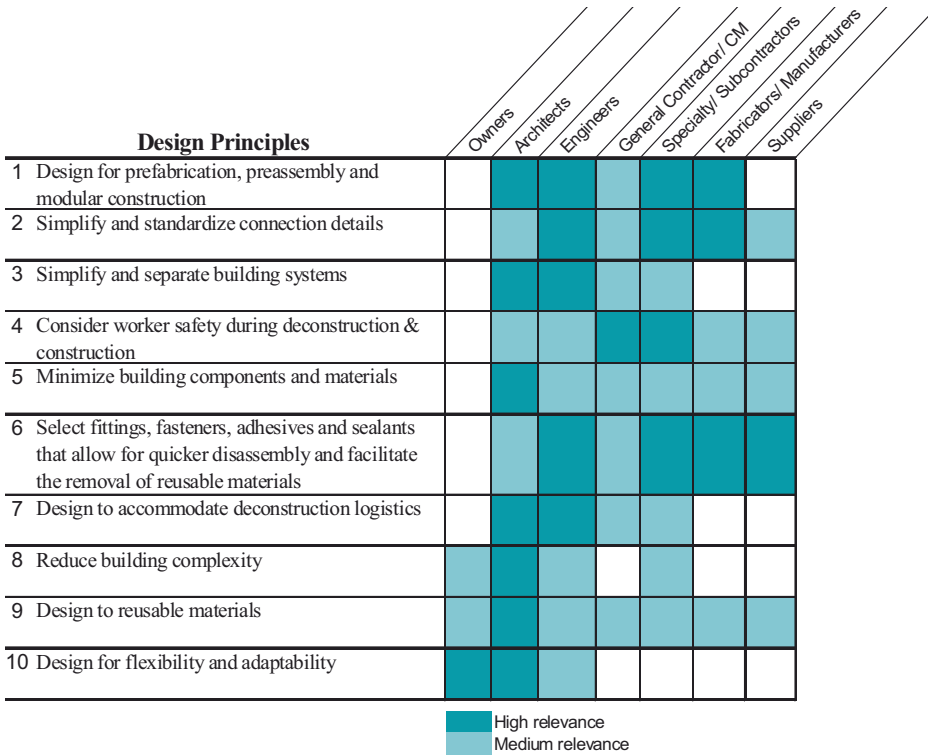 Owners
Architects
Engineers
General Contractor/ CM
Specialty/ Subcontractors
Fabricators/ Manufacturers
Suppliers
Design Principles
1 Design for prefabrication, preassembly and
modular construction
2 Simplify and standardize connection details
3 Simplify and separate building systems
4 Consider worker safety during deconstruction &
construction
5 Minimize building components and materials
6 Select fittings, fasteners, adhesives and sealants
that allow for quicker disassembly and facilitate
the removal of reusable materials
7 Design to accommodate deconstruction logistics
8 Reduce building complexity
9 Design to reusable materials
10 Design for flexibility and adaptability
High relevance
Medium relevance